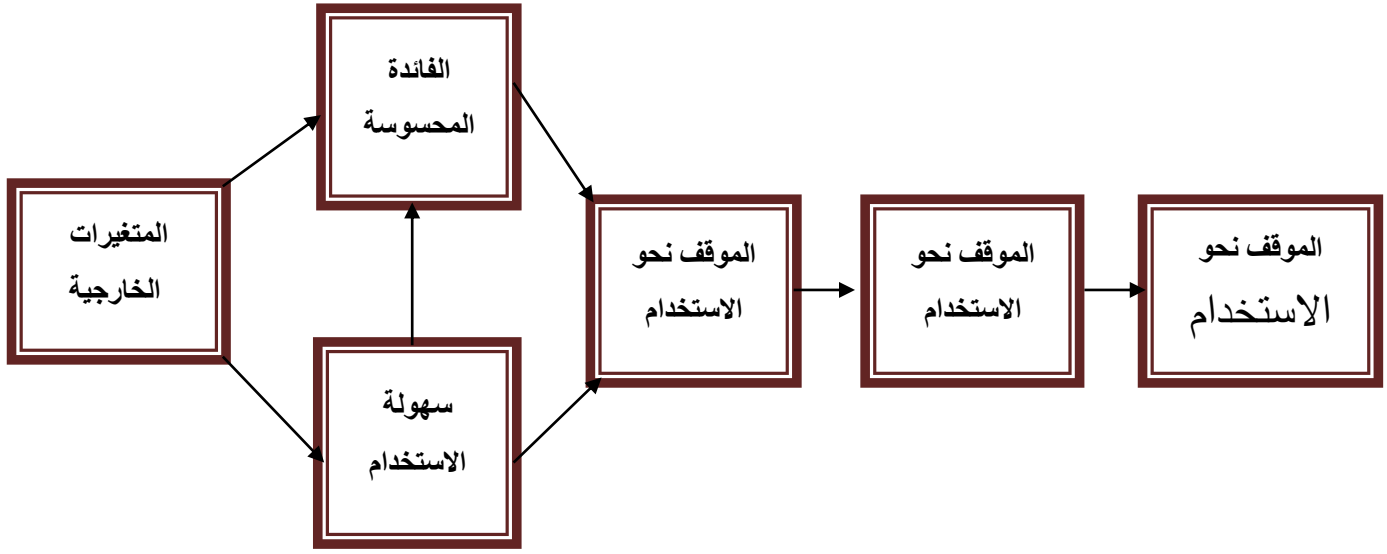 الفائدة
المحسوسة
المتغيرات
الخارجية
سهولة
الاستخدام
الموقف نحو
الاستخدام
الموقف نحو
الاستخدام
الموقف نحو
الاستخدام